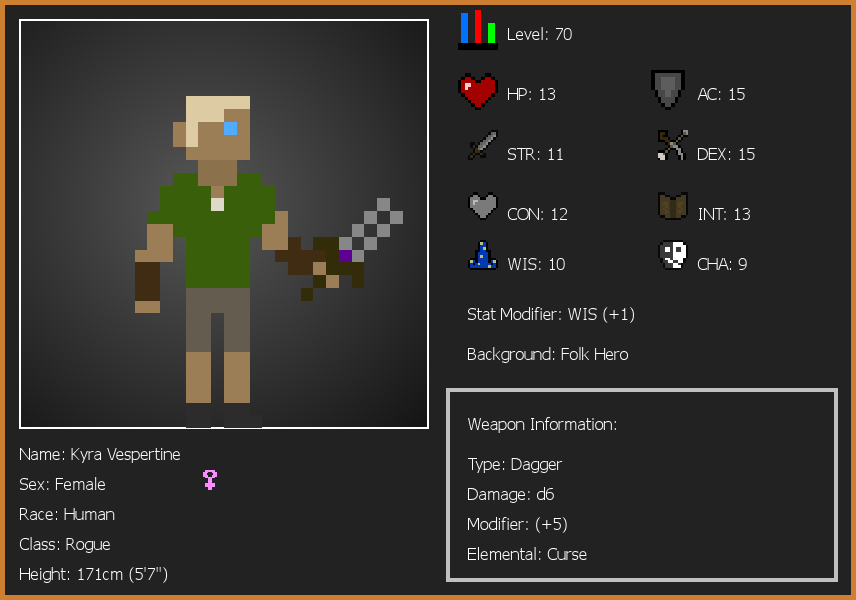 Level: 70
HP: 13
AC: 15
STR: 11
DEX: 15
CON: 12
INT: 13
WIS: 10
CHA: 9
Stat Modifier: WIS (+1)
Background: Folk Hero
Weapon Information:
Type: Dagger
Damage: d6
Modifier: (+5)
Elemental: Curse
Name: Kyra Vespertine
Sex: Female
Race: Human
Class: Rogue
Height: 171cm (5'7")